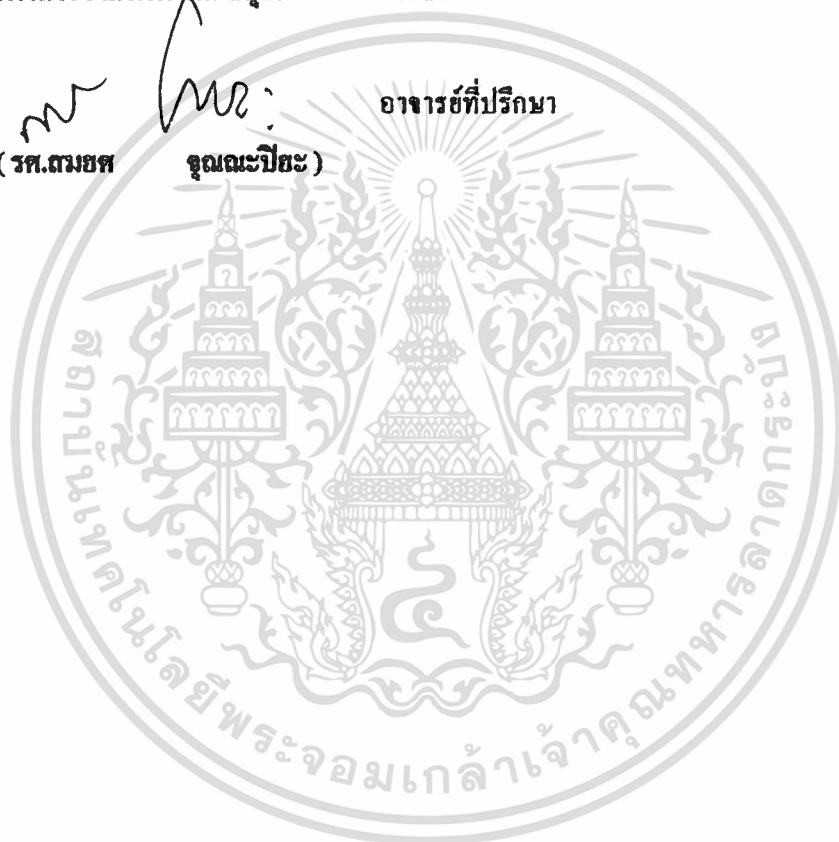 อาจารย์ที่ปรึกษา
(รศ.สมยศ จุณณะปิยะ)
สถาบันเทคโนโลยีพระจอมเกล้าเจ้าคุณทหารลาดกระบัง
๔